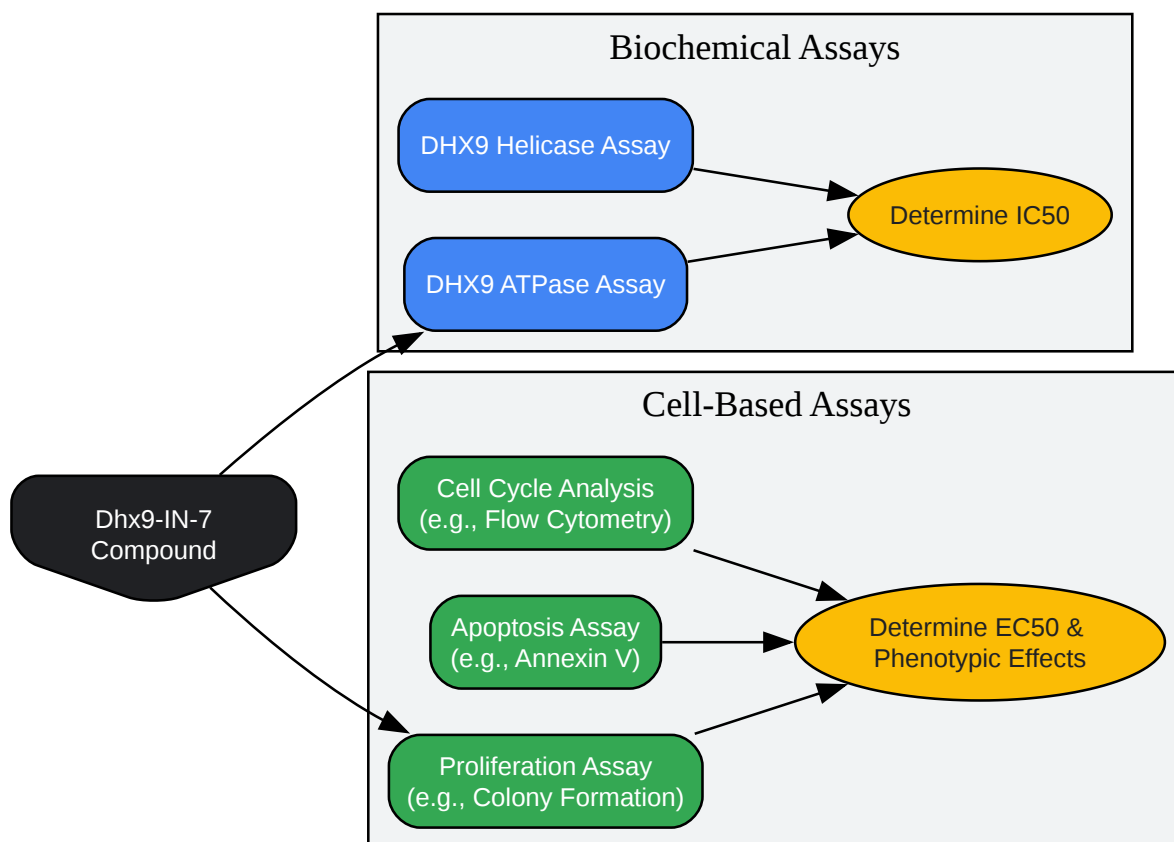 Biochemical Assays
DHX9 Helicase Assay
DHX9 ATPase Assay
Determine IC50
Cell-Based Assays
Cell Cycle Analysis
(e.g., Flow Cytometry)
Apoptosis Assay
(e.g., Annexin V)
Proliferation Assay
(e.g., Colony Formation)
Determine EC50 &
Phenotypic Effects
Dhx9-IN-7
Compound